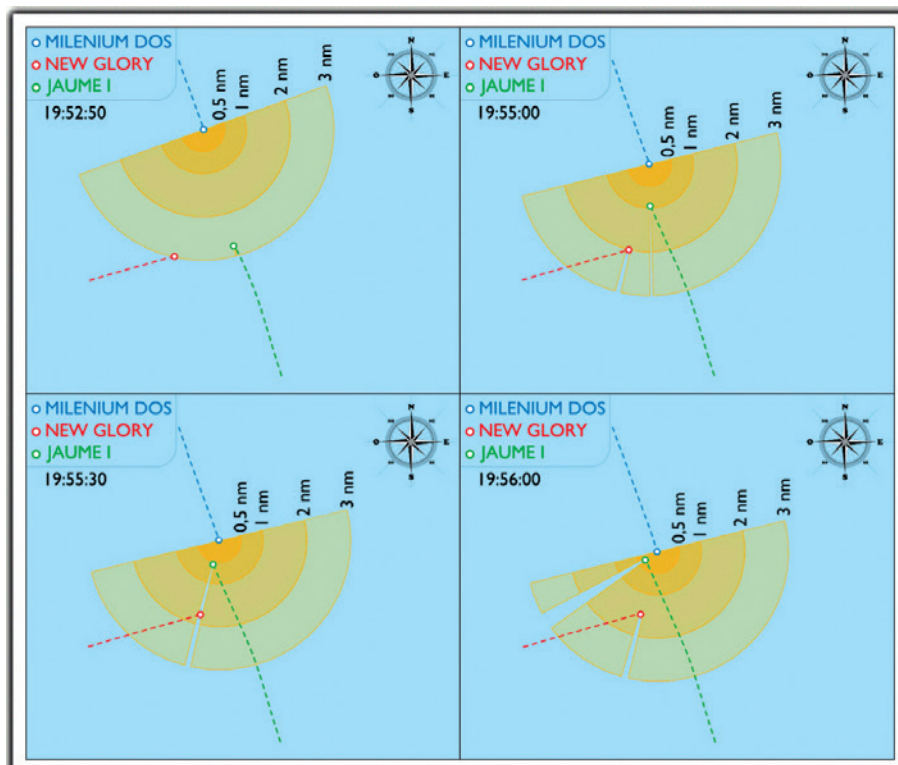 MILENIUM DOS
NEW GLORY
JAUME I
19:52:50
0,5 nm
1 nm
2 nm
3 nm
N
O
E
S
MILENIUM DOS
NEW GLORY
JAUME I
19:55:00
0,5 nm
1 nm
2 nm
3 nm
N
O
E
S
MILENIUM DOS
NEW GLORY
JAUME I
19:55:30
0,5 nm
1 nm
2 nm
3 nm
N
O
E
S
MILENIUM DOS
NEW GLORY
JAUME I
19:56:00
0,5 nm
1 nm
2 nm
3 nm
N
O
E
S